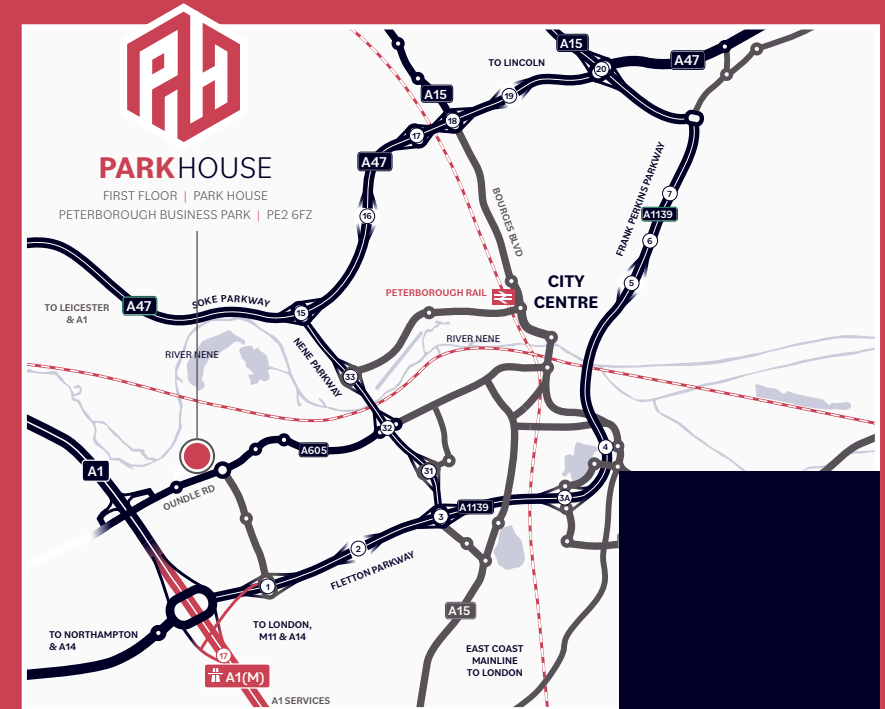 PARKHOUSE
FIRST FLOOR | PARK HOUSE
PETERBOROUGH BUSINESS PARK | PE2 6FZ
A15
A47
TO LINCOLN
20
19
A15
18
17
A47
16
BOURGES BLVD
FRANK PERKINS PARKWAY
7
A1139
6
5
CITY
CENTRE
PETERBOROUGH RAIL
A47
SOKE PARKWAY
TO LEICESTER
& A1
15
RIVER NENE
RIVER NENE
NENE PARKWAY
33
32
A605
4
A1
31
OUNDLE RD
3A
A1139
3
2
FLETTON PARKWAY
1
A15
TO LONDON,
M11 & A14
TO NORTHAMPTON
& A14
17
A1(M)
A1 SERVICES
EAST COAST
MAINLINE
TO LONDON